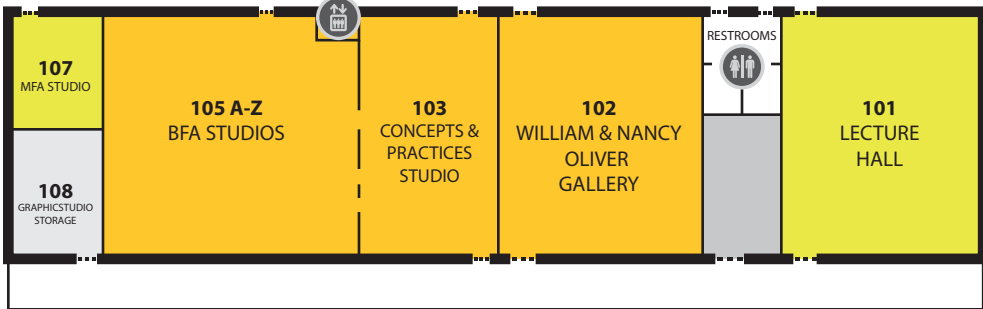 107
MFA STUDIO
108
GRAPHICSTUDIO
STORAGE
105 A-Z
BFA STUDIOS
103
CONCEPTS &
PRACTICES
STUDIO
102
WILLIAM & NANCY
OLIVER
GALLERY
RESTROOMS
101
LECTURE
HALL